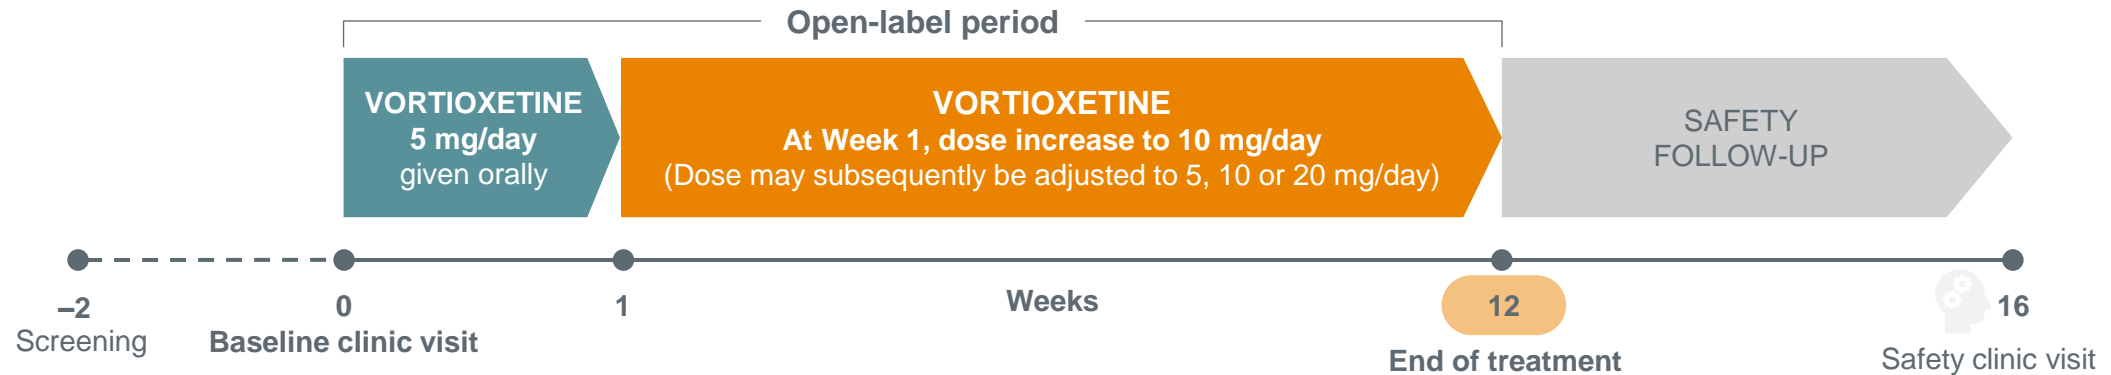 Open-label period
VORTIOXETINE
5 mg/day
given orally
VORTIOXETINE
At Week 1, dose increase to 10 mg/day
(Dose may subsequently be adjusted to 5, 10 or 20 mg/day)
SAFETY
FOLLOW-UP
–2
Screening
0
Baseline clinic visit
1
Weeks
12
End of treatment
16
Safety clinic visit